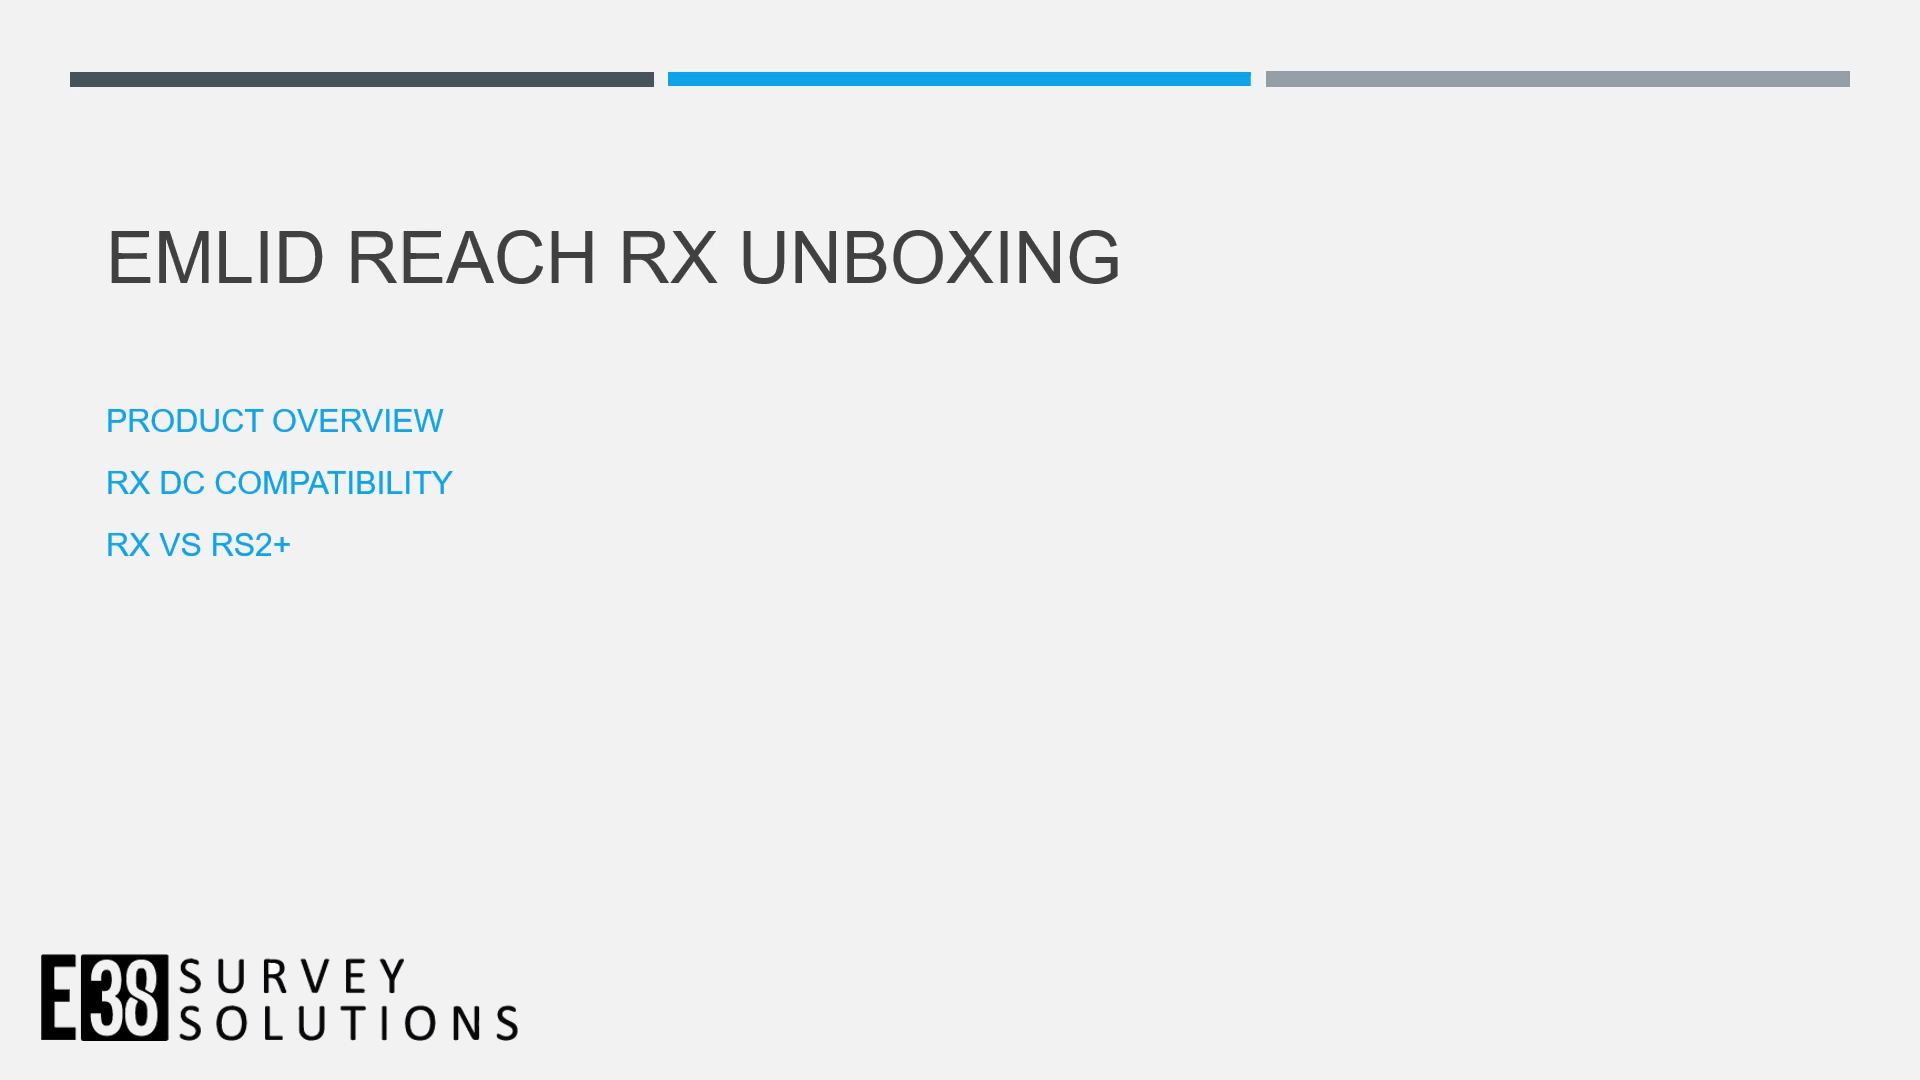 EMLID REACH RX UNBOXING
PRODUCT OVERVIEW
RX DC COMPATIBILITY
RX VS RS2+
E38 SURVEY
SOLUTIONS